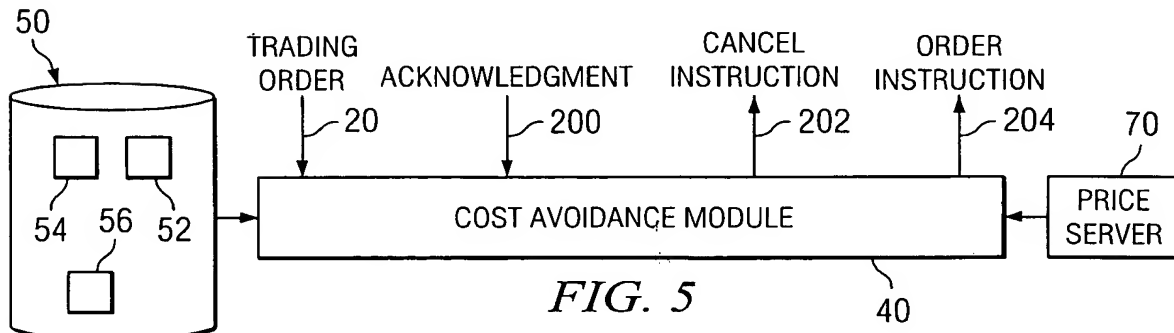 50
TRADING
ORDER
20
ACKNOWLEDGMENT
200
CANCEL
INSTRUCTION
202
ORDER
INSTRUCTION
204
70
54
52
56
COST AVOIDANCE MODULE
PRICE
SERVER
40
FIG. 5